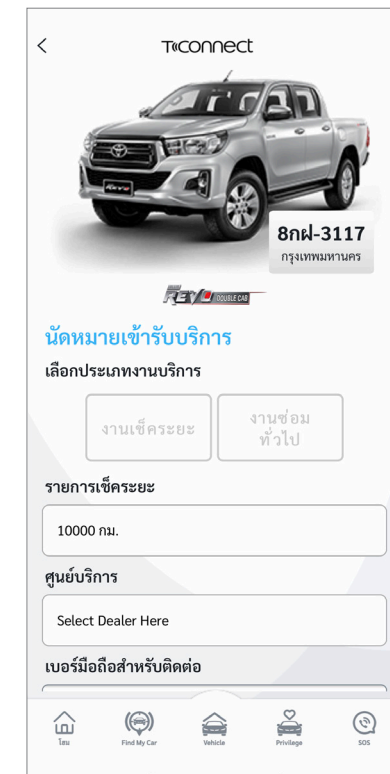 T-CONNECT
8กฝ-3117
กรุงเทพมหานคร
REVO DOUBLE CAB
นัดหมายเข้ารับบริการ
เลือกประเภทงานบริการ
งานเช็คระยะ
งานซ่อม
ทั่วไป
รายการเช็คระยะ
10000 กม.
ศูนย์บริการ
Select Dealer Here
เบอร์มือถือสำหรับติดต่อ
โฮม
Find My Car
Vehicle
Privilege
SOS